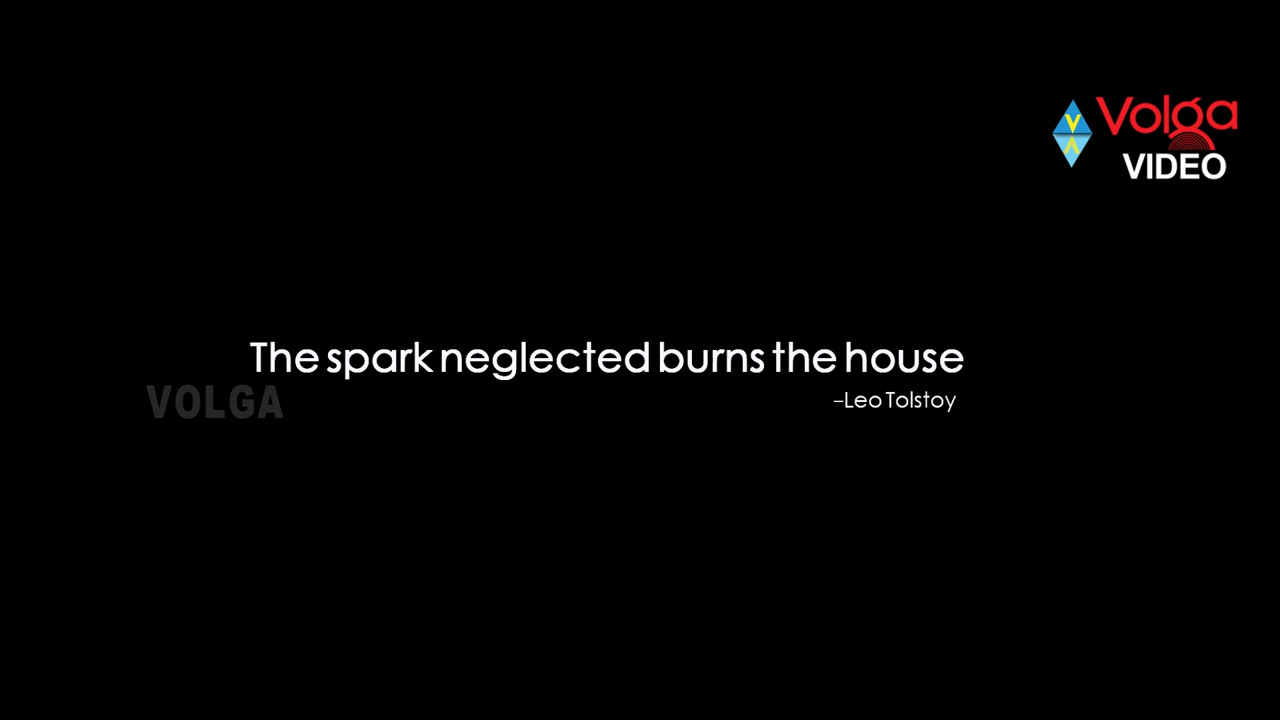 Volga
VIDEO
The spark neglected burns the house
VOLGA
–Leo Tolstoy